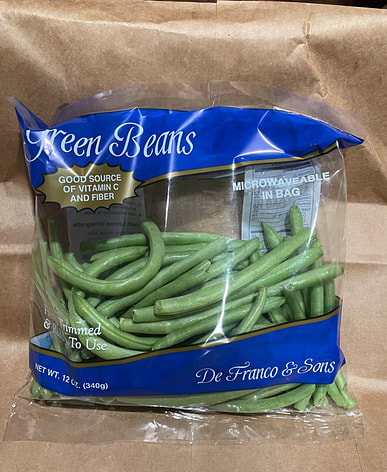 Green Beans
GOOD SOURCE
OF VITAMIN C
AND FIBER
MICROWAVEABLE
IN BAG
Trimmed
& To Use
NET WT. 12 OZ. (340g)
De Franco & Sons